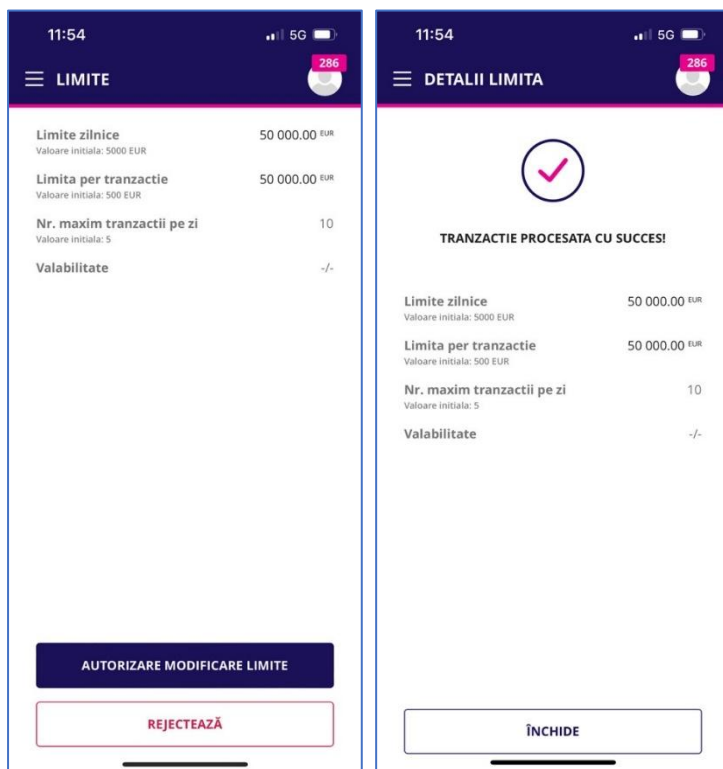 11:54
5G
286
LIMITE
Limite zilnice 50 000.00 EUR
Valoare initiala: 5000 EUR
Limita per tranzactie 50 000.00 EUR
Valoare initiala: 500 EUR
Nr. maxim tranzactii pe zi 10
Valoare initiala: 5
Valabilitate -/-
AUTORIZARE MODIFICARE LIMITE
REJECTEAZĂ
11:54
5G
286
DETALII LIMITA
TRANZACTIE PROCESATA CU SUCCES!
Limite zilnice 50 000.00 EUR
Valoare initiala: 5000 EUR
Limita per tranzactie 50 000.00 EUR
Valoare initiala: 500 EUR
Nr. maxim tranzactii pe zi 10
Valoare initiala: 5
Valabilitate -/-
ÎNCHIDE